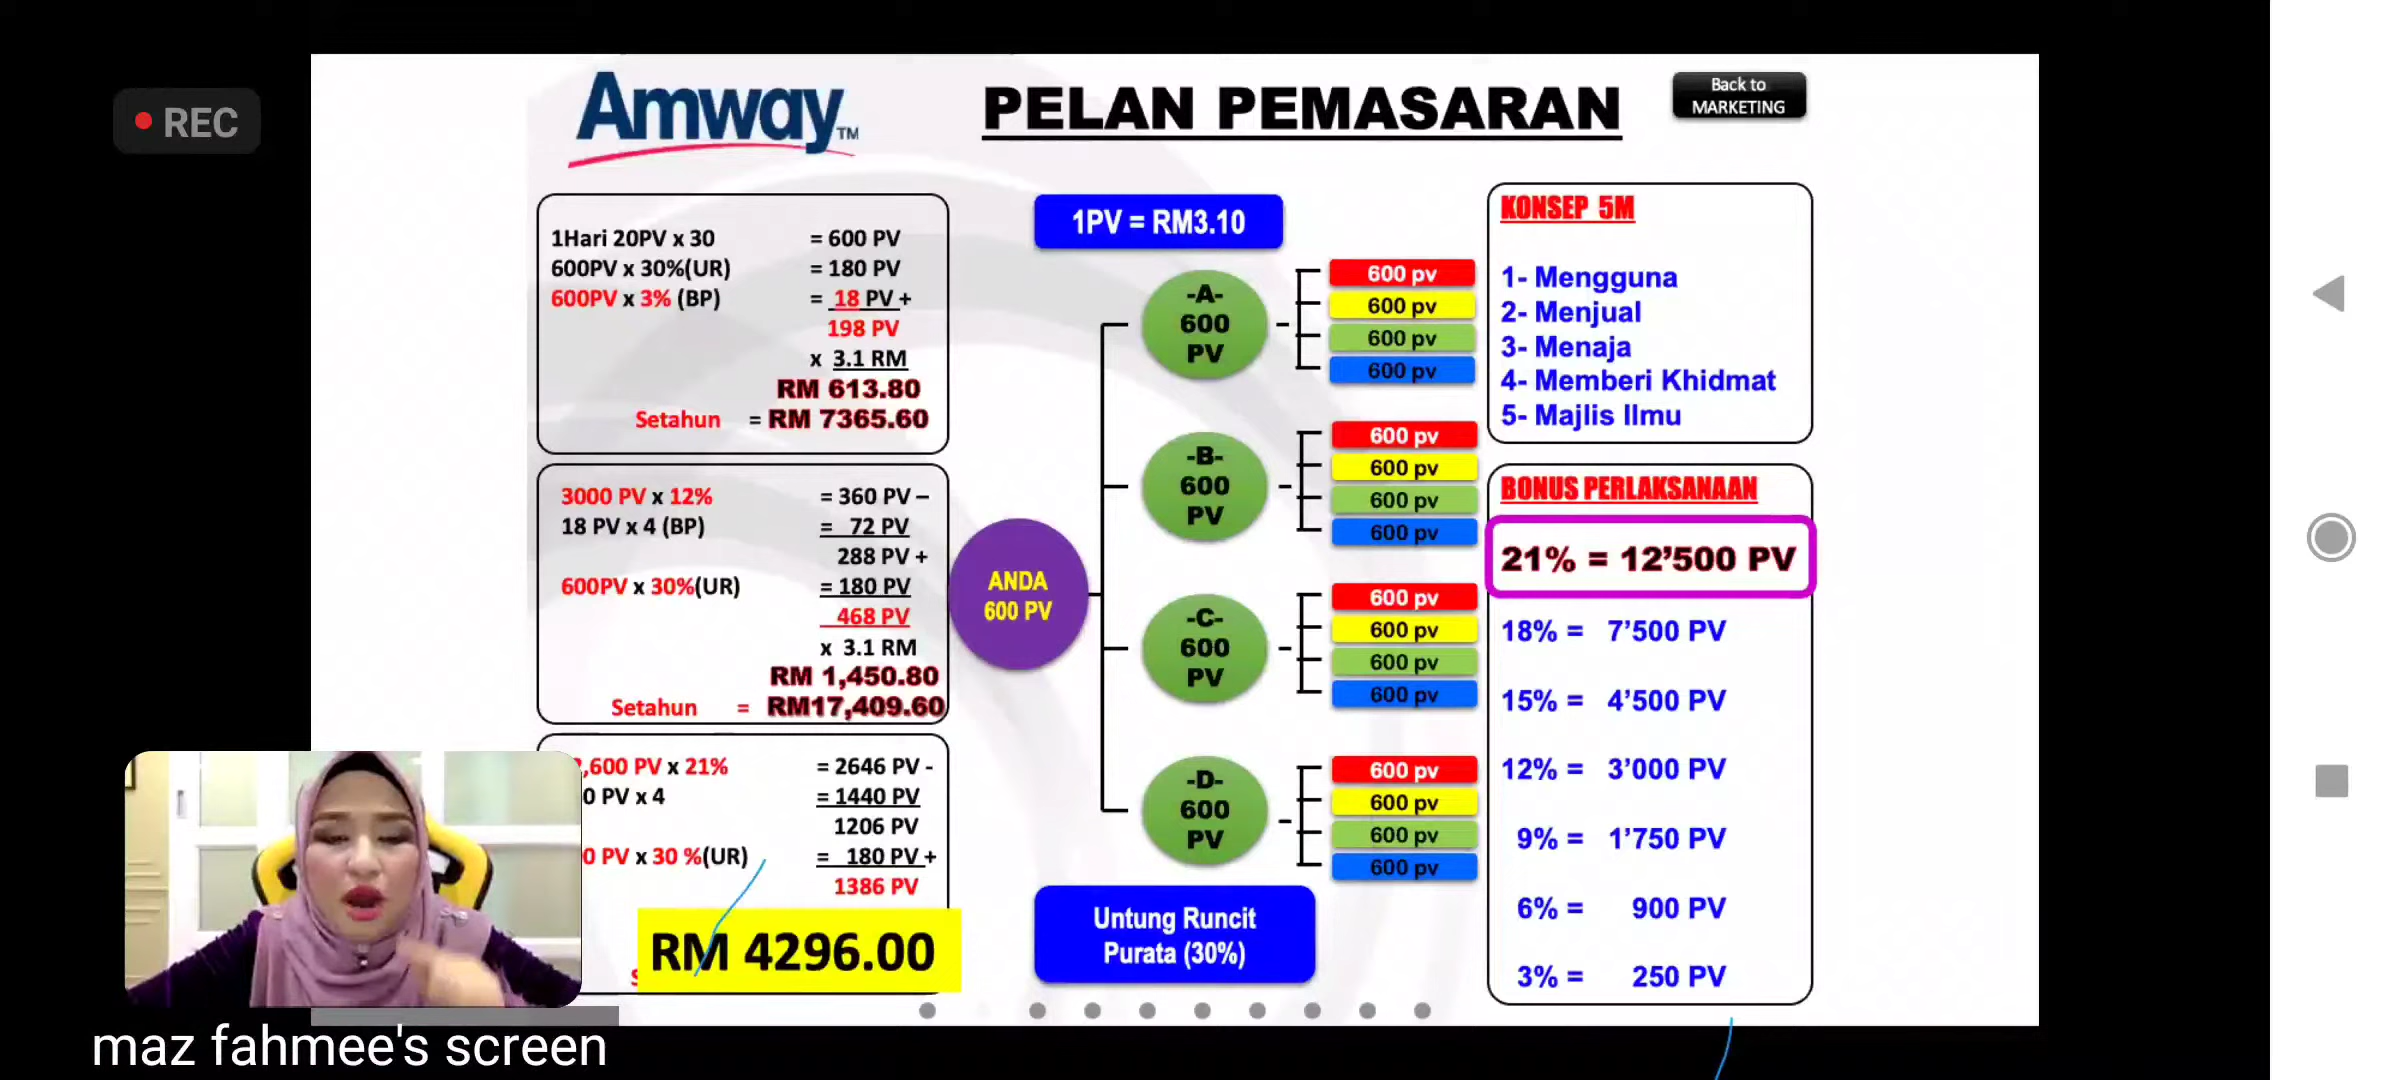 REC
Amway™
PELAN PEMASARAN
Back to
MARKETING
1Hari 20PV x 30 = 600 PV
600PV x 30%(UR) = 180 PV
600PV x 3% (BP) = 18 PV +
198 PV
x 3.1 RM
RM 613.80
Setahun = RM 7365.60
3000 PV x 12% = 360 PV –
18 PV x 4 (BP) = 72 PV
288 PV +
600PV x 30%(UR) = 180 PV
468 PV
x 3.1 RM
RM 1,450.80
Setahun = RM17,409.60
,600 PV x 21% = 2646 PV -
0 PV x 4 = 1440 PV
1206 PV
0 PV x 30 %(UR) = 180 PV +
1386 PV
RM 4296.00
1PV = RM3.10
ANDA
600 PV
-A-
600
PV
600 pv
600 pv
600 pv
600 pv
-B-
600
PV
600 pv
600 pv
600 pv
600 pv
-C-
600
PV
600 pv
600 pv
600 pv
600 pv
-D-
600
PV
600 pv
600 pv
600 pv
600 pv
Untung Runcit
Purata (30%)
KONSEP 5M
1- Mengguna
2- Menjual
3- Menaja
4- Memberi Khidmat
5- Majlis Ilmu
BONUS PERLAKSANAAN
21% = 12’500 PV
18% = 7’500 PV
15% = 4’500 PV
12% = 3’000 PV
9% = 1’750 PV
6% = 900 PV
3% = 250 PV
maz fahmee's screen